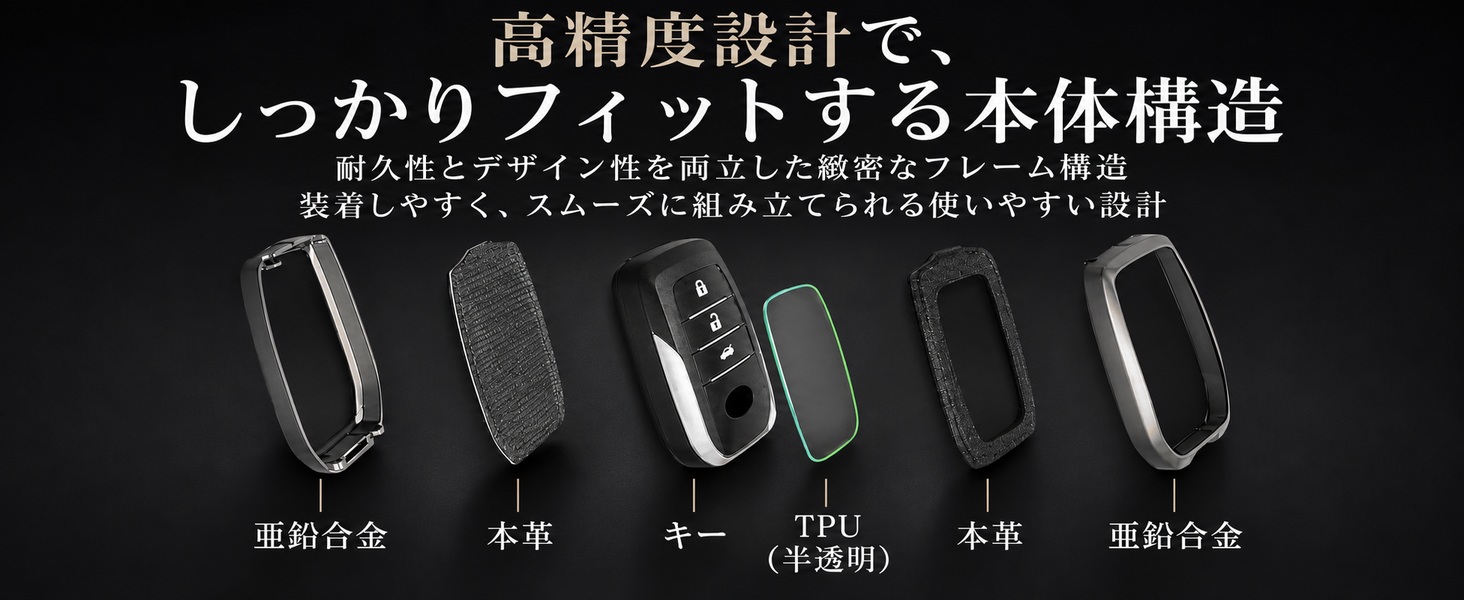 高精度設計で、
しっかりフィットする本体構造
耐久性とデザイン性を両立した緻密なフレーム構造
装着しやすく、スムーズに組み立てられる使いやすい設計
亜鉛合金
本革
キー
TPU
(半透明)
本革
亜鉛合金